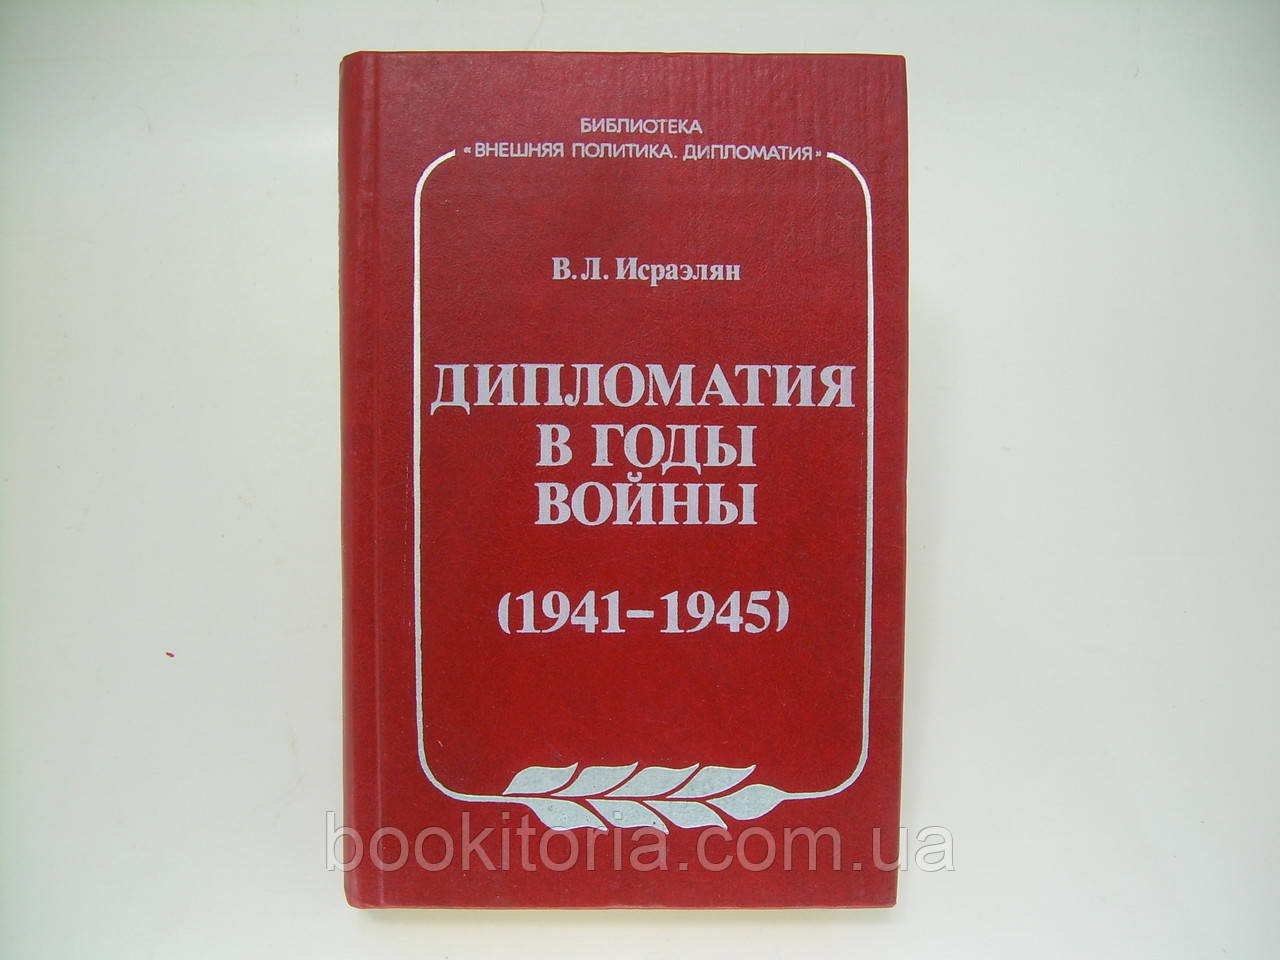 БИБЛИОТЕКА
«ВНЕШНЯЯ ПОЛИТИКА. ДИПЛОМАТИЯ»
В. Л. Исраэлян
ДИПЛОМАТИЯ
В ГОДЫ
ВОЙНЫ
(1941–1945)
bookitoria.com.ua